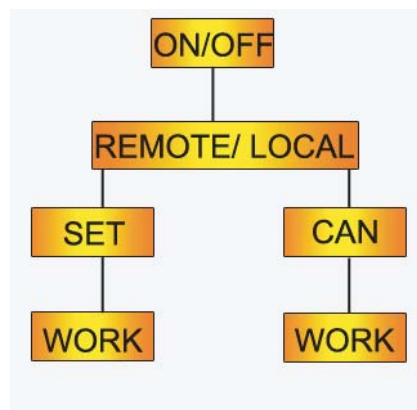 ON/OFF
REMOTE/ LOCAL
SET
CAN
WORK
WORK